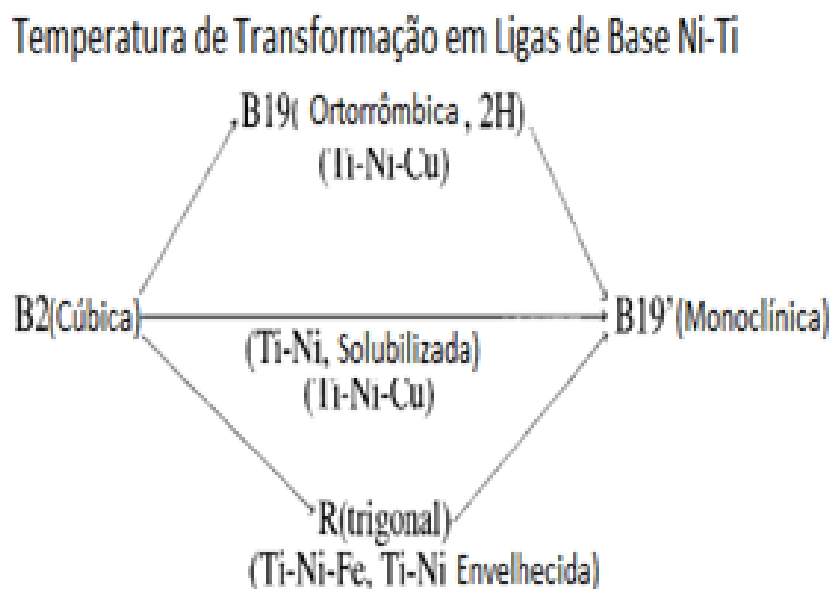 Temperatura de Transformação em Ligas de Base Ni-Ti
B19( Ortorrômbica , 2H)
(Ti-Ni-Cu)
B2(Cúbica)
B19'(Monoclínica)
(Ti-Ni, Solubilizada)
(Ti-Ni-Cu)
R(trigonal)
(Ti-Ni-Fe, Ti-Ni Envelhecida)